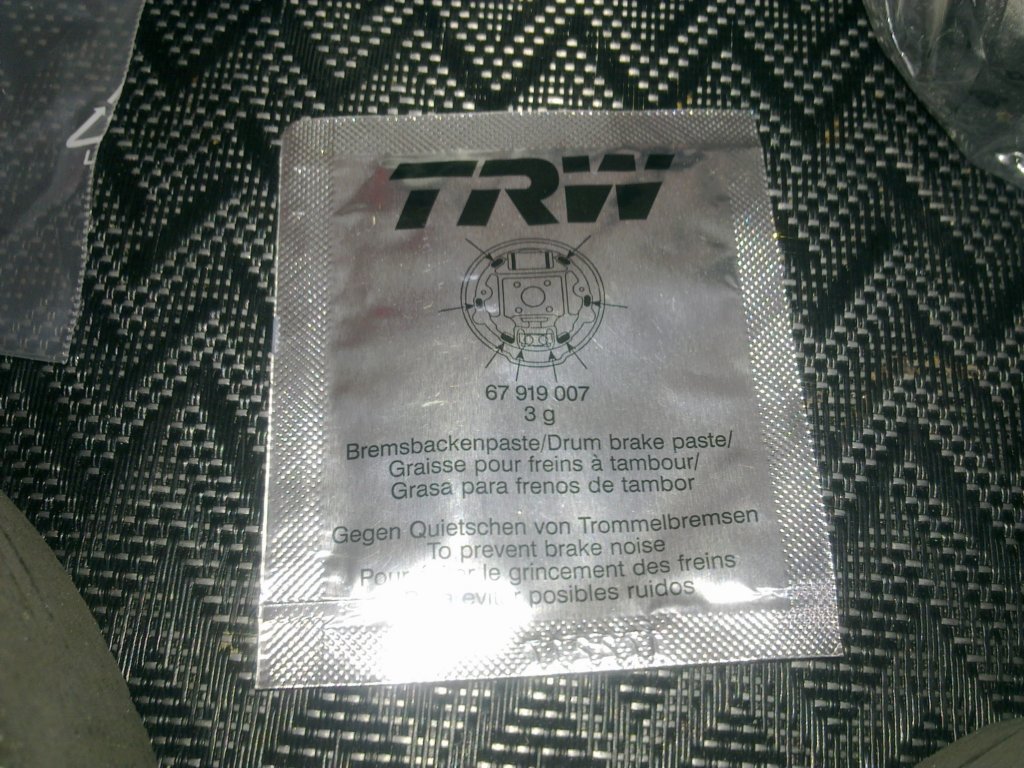 TRW
67 919 007
3 g
Bremsbackenpaste/Drum brake paste/
Graisse pour freins à tambour/
Grasa para frenos de tambor
Gegen Quietschen von Trommelbremsen
To prevent brake noise
Pour le grincement des freins
posibles ruidos